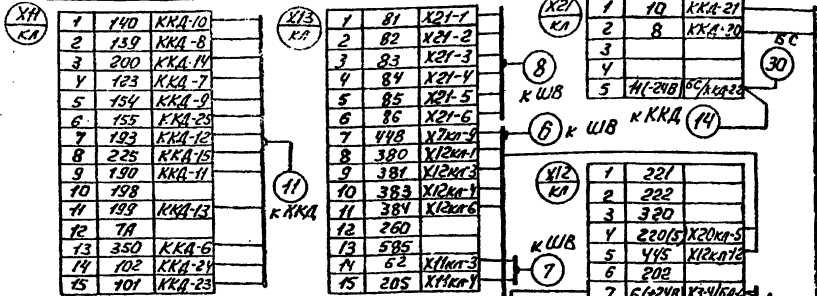 X11
КЛ
1 140 ККД-10
2 139 ККД-8
3 200 ККД-14
4 123 ККД-7
5 154 ККД-9
6 155 ККД-25
7 193 ККД-12
8 225 ККД-15
9 190 ККД-11
10 198
11 199 ККД-13
12 7А
13 350 ККД-6
14 102 ККД-24
15 101 ККД-23
11
к ККД
X13
КЛ
1 81 X21-1
2 82 X21-2
3 83 X21-3
4 84 X21-4
5 85 X21-5
6 86 X21-6
7 448 X7кл-9
8 380 X12кл-1
9 381 X12кл-3
10 383 X12кл-4
11 384 X12кл-6
12 260
13 585
14 62 X11кл-3
15 205 X11кл-4
8
к ШВ
6 к ШВ
к ШВ
7
X21
КЛ
1 10 ККД-21
2 8 ККД-20
3
4
5
БС
30
к ККД 14
X12
КЛ
1 221
2 222
3 320
4 220/5 X20кл-5
5 445 X12кл-12
6 202
7